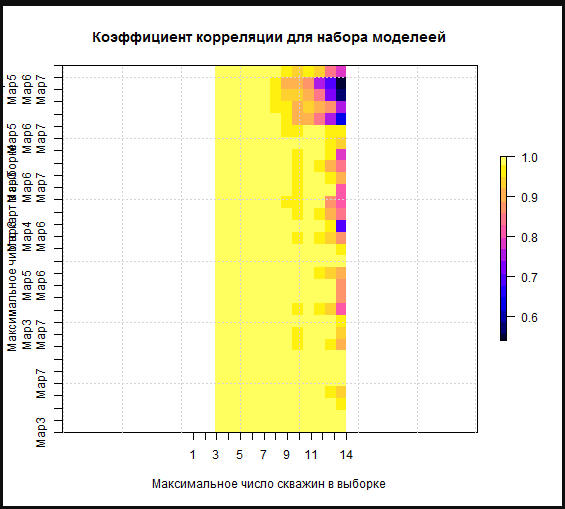 Коэффициент корреляции для набора моделеей
Map5
Map6
Map7
Map5
Map6
Map7
Map6
Map7
Map4
Map6
Map5
Map6
Map3
Map7
Map7
Map3
Максимальное число карт
1 3 5 7 9 11 14
Максимальное число скважин в выборке
1.0
0.9
0.8
0.7
0.6